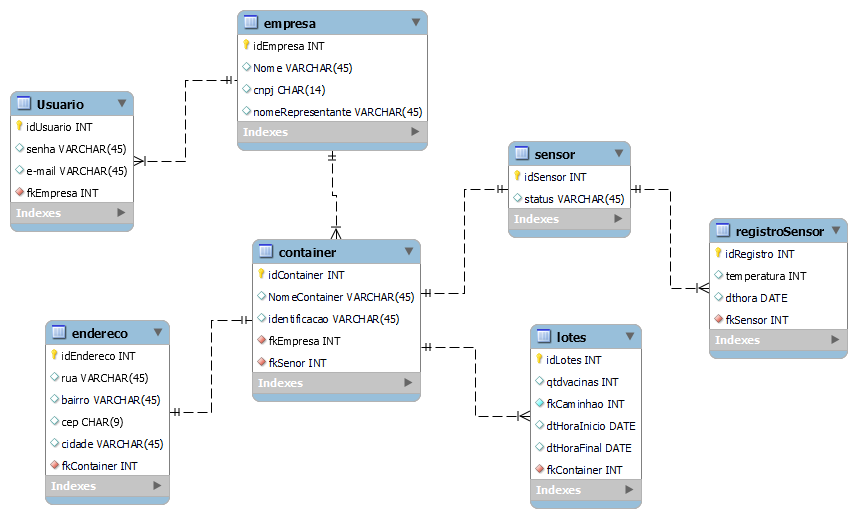 empresa
idEmpresa INT
Nome VARCHAR(45)
cnpj CHAR(14)
nomeRepresentante VARCHAR(45)
Indexes
Usuario
idUsuario INT
senha VARCHAR(45)
e-mail VARCHAR(45)
fkEmpresa INT
Indexes
sensor
idSensor INT
status VARCHAR(45)
Indexes
registroSensor
idRegistro INT
temperatura INT
dthora DATE
fkSensor INT
Indexes
container
idContainer INT
NomeContainer VARCHAR(45)
identificacao VARCHAR(45)
fkEmpresa INT
fkSenor INT
Indexes
endereco
idEndereco INT
rua VARCHAR(45)
bairro VARCHAR(45)
cep CHAR(9)
cidade VARCHAR(45)
fkContainer INT
Indexes
lotes
idLotes INT
qtdvacinas INT
fkCaminhao INT
dtHoraInicio DATE
dtHoraFinal DATE
fkContainer INT
Indexes